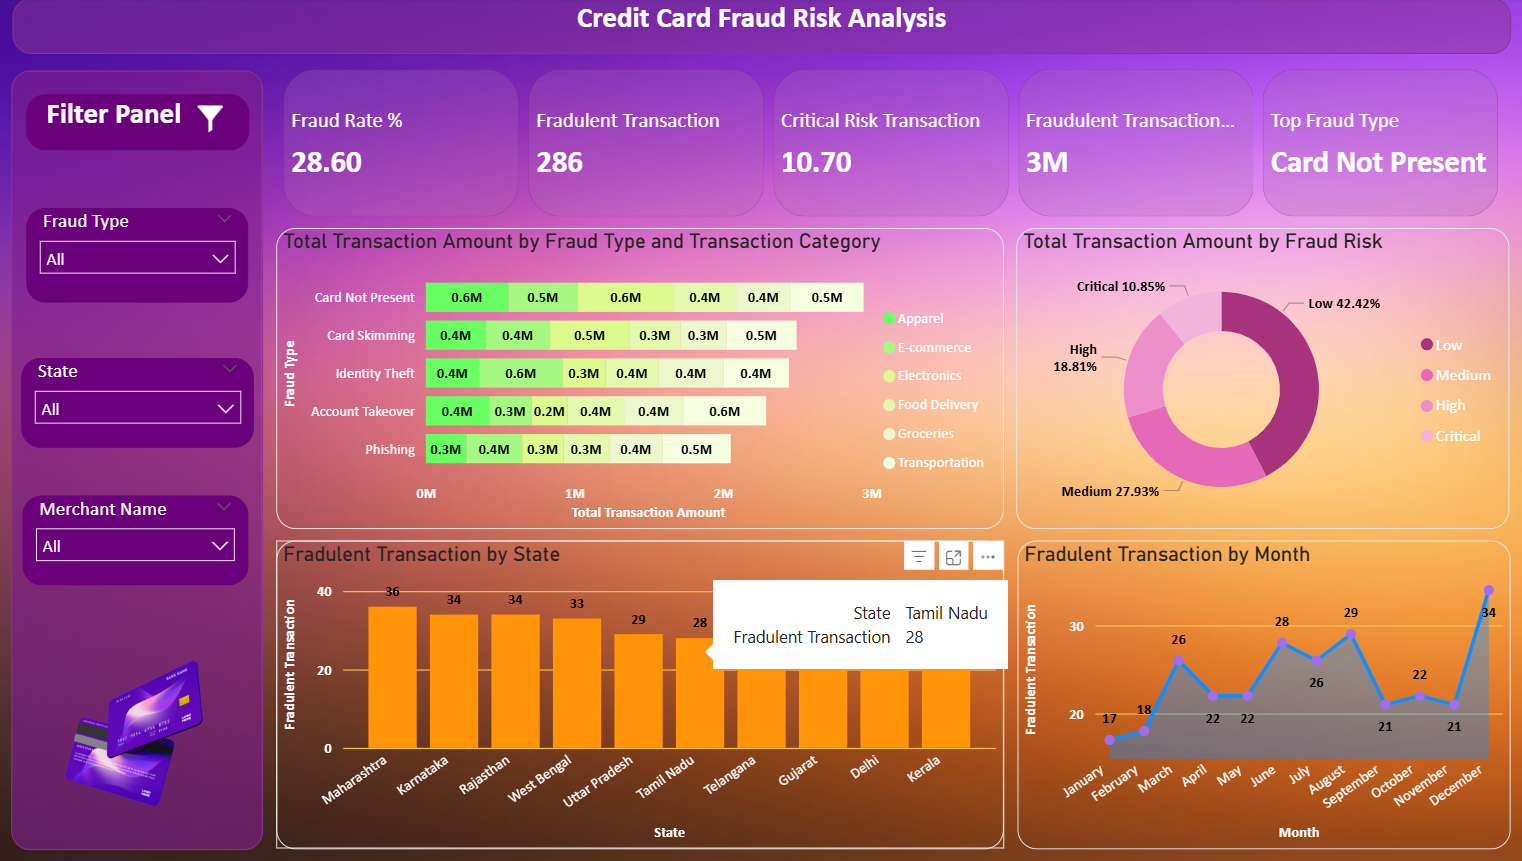 Credit Card Fraud Risk Analysis
Filter Panel
Fraud Type
All
State
All
Merchant Name
All
Fraud Rate %
28.60
Fradulent Transaction
286
Critical Risk Transaction
10.70
Fraudulent Transaction...
3M
Top Fraud Type
Card Not Present
Total Transaction Amount by Fraud Type and Transaction Category
Fraud Type
Card Not Present 0.6M 0.5M 0.6M 0.4M 0.4M 0.5M
Card Skimming 0.4M 0.4M 0.5M 0.3M 0.3M 0.5M
Identity Theft 0.4M 0.6M 0.3M 0.4M 0.4M 0.4M
Account Takeover 0.4M 0.3M 0.2M 0.4M 0.4M 0.6M
Phishing 0.3M 0.4M 0.3M 0.3M 0.4M 0.5M
0M 1M 2M 3M
Total Transaction Amount
Apparel
E-commerce
Electronics
Food Delivery
Groceries
Transportation
Total Transaction Amount by Fraud Risk
Critical 10.85%
Low 42.42%
High
18.81%
Medium 27.93%
Low
Medium
High
Critical
Fradulent Transaction by State
Fradulent Transaction
40
20
0
36 34 34 33 29 28
State Tamil Nadu
Fradulent Transaction 28
Maharashtra Karnataka Rajasthan West Bengal Uttar Pradesh Tamil Nadu Telangana Gujarat Delhi Kerala
State
Fradulent Transaction by Month
Fradulent Transaction
30
20
17 18 26 22 22 28 26 29 21 22 21 34
January February March April May June July August September October November December
Month